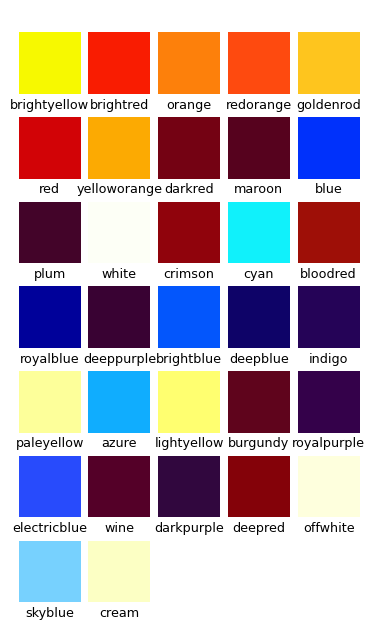 brightyellow brightred orange redorange goldenrod
red yelloworange darkred maroon blue
plum white crimson cyan bloodred
royalblue deeppurple brightblue deepblue indigo
paleyellow azure lightyellow burgundy royalpurple
electricblue wine darkpurple deepred offwhite
skyblue cream